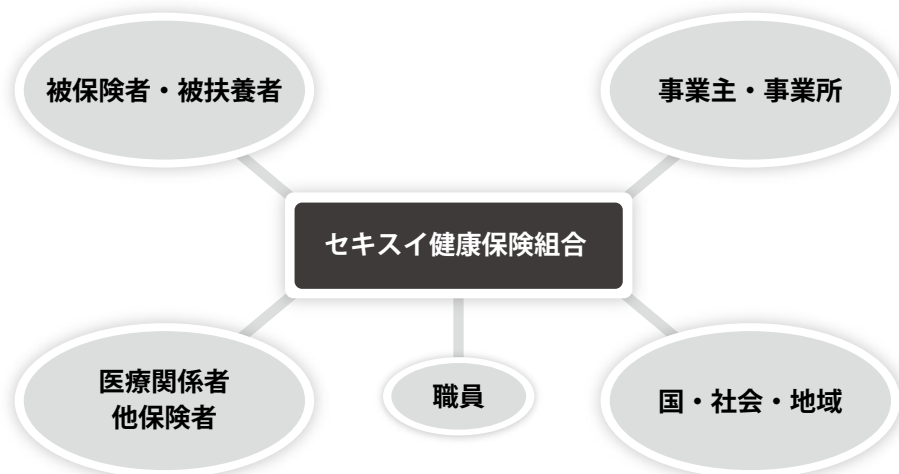 被保険者・被扶養者
事業主・事業所
セキスイ健康保険組合
医療関係者
他保険者
職員
国・社会・地域